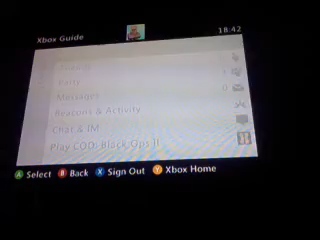 Xbox Guide
18:42
Party
Messages 0
Beacons & Activity
Chat & IM
Play COD: Black Ops II
A Select B Back X Sign Out Y Xbox Home